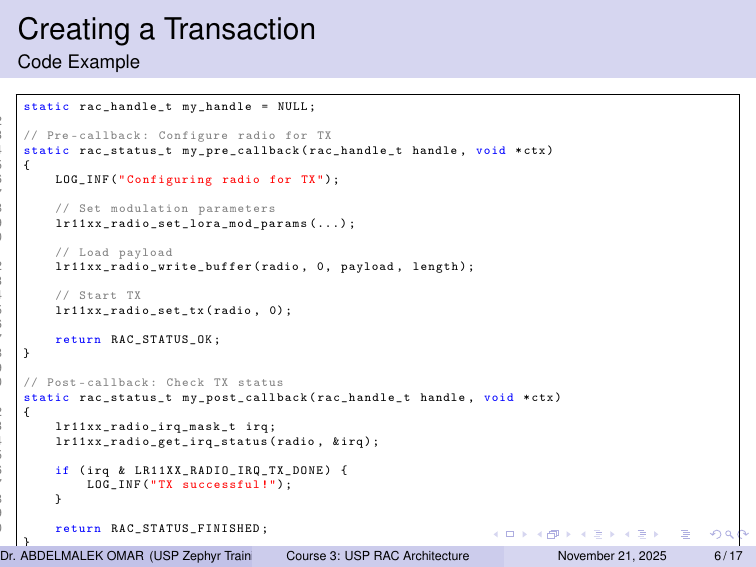 Creating a Transaction
Code Example
static rac_handle_t my_handle = NULL;
// Pre-callback: Configure radio for TX
static rac_status_t my_pre_callback(rac_handle_t handle, void *ctx)
{
    LOG_INF("Configuring radio for TX");
    // Set modulation parameters
    lr11xx_radio_set_lora_mod_params(...);
    // Load payload
    lr11xx_radio_write_buffer(radio, 0, payload, length);
    // Start TX
    lr11xx_radio_set_tx(radio, 0);
    return RAC_STATUS_OK;
}
// Post-callback: Check TX status
static rac_status_t my_post_callback(rac_handle_t handle, void *ctx)
{
    lr11xx_radio_irq_mask_t irq;
    lr11xx_radio_get_irq_status(radio, &irq);
    if (irq & LR11XX_RADIO_IRQ_TX_DONE) {
        LOG_INF("TX successful!");
    }
    return RAC_STATUS_FINISHED;
}
Dr. ABDELMALEK OMAR (USP Zephyr Train Course 3: USP RAC Architecture November 21, 2025 6 / 17